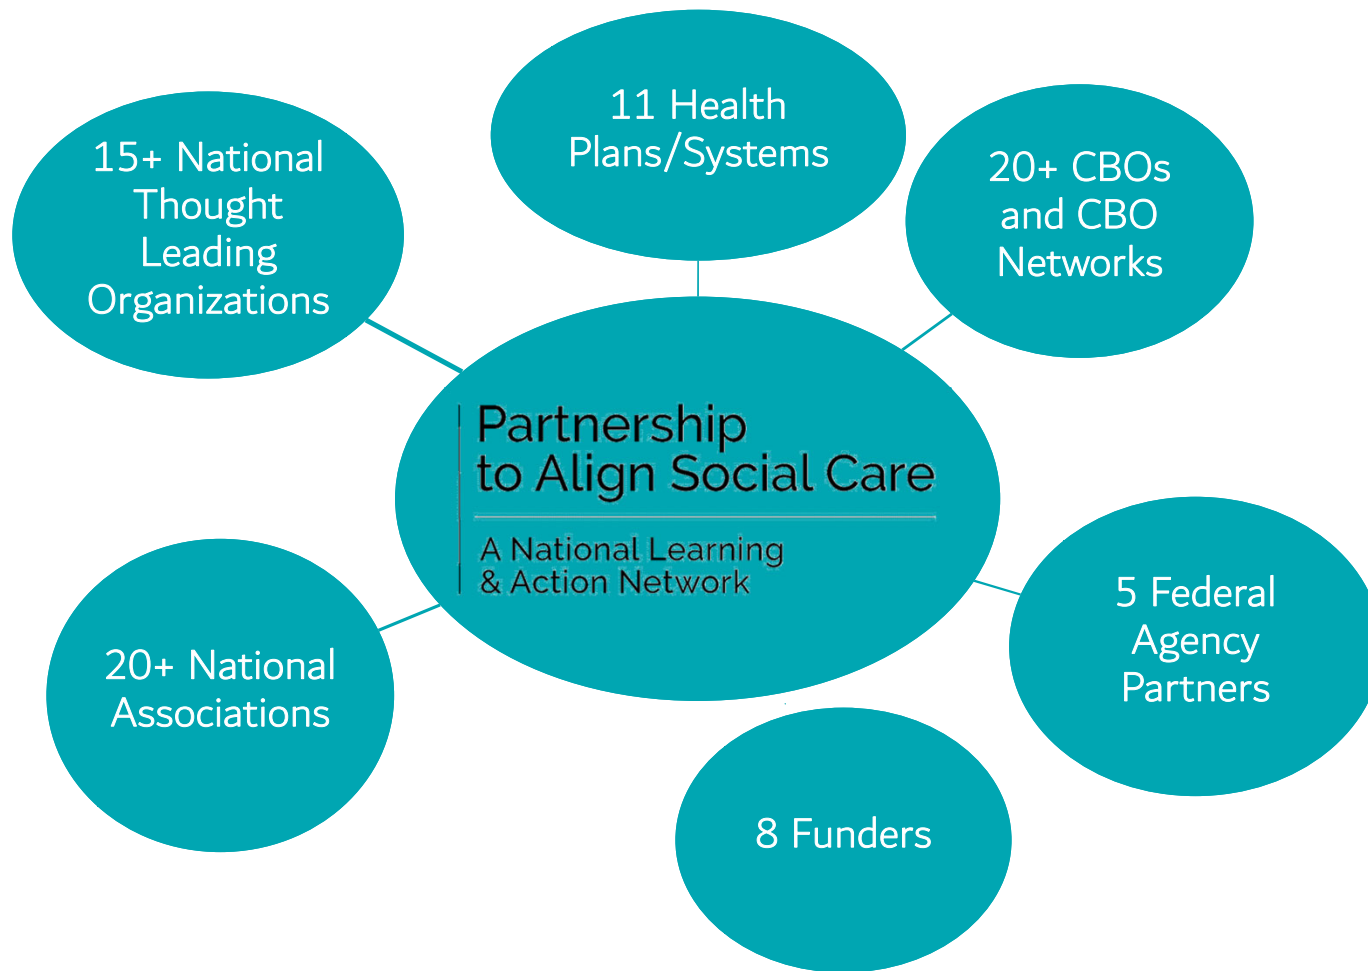 11 Health
Plans/Systems
15+ National
Thought
Leading
Organizations
20+ CBOs
and CBO
Networks
Partnership
to Align Social Care
A National Learning
& Action Network
5 Federal
Agency
Partners
20+ National
Associations
8 Funders